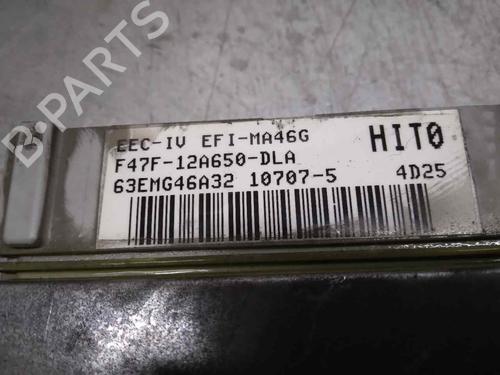 EEC-IV EFI-MA46G HIT0
F47F-12A650-DLA
63EMG46A32 10707-5 4D25
B-PARTS